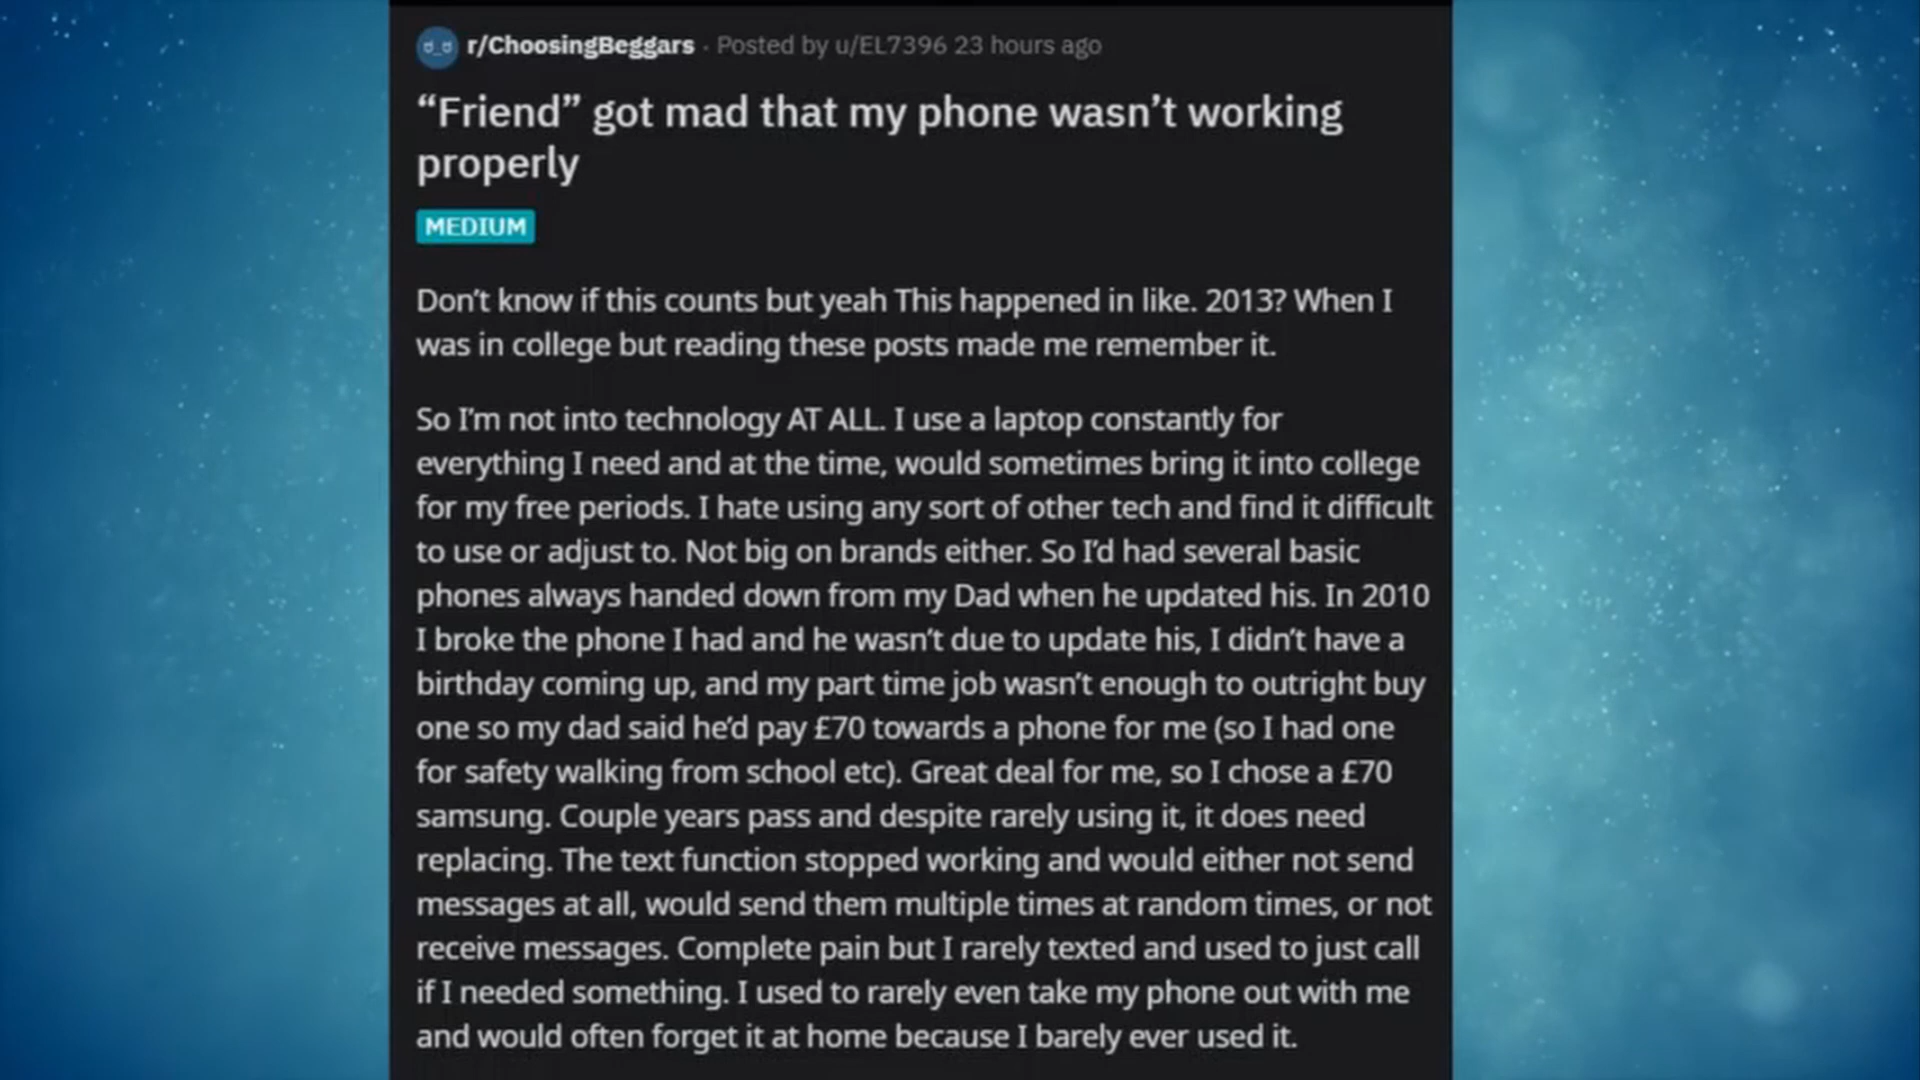 r/ChoosingBeggars · Posted by u/EL7396 23 hours ago
“Friend” got mad that my phone wasn’t working
properly
MEDIUM
Don’t know if this counts but yeah This happened in like. 2013? When I
was in college but reading these posts made me remember it.
So I’m not into technology AT ALL. I use a laptop constantly for
everything I need and at the time, would sometimes bring it into college
for my free periods. I hate using any sort of other tech and find it difficult
to use or adjust to. Not big on brands either. So I’d had several basic
phones always handed down from my Dad when he updated his. In 2010
I broke the phone I had and he wasn’t due to update his, I didn’t have a
birthday coming up, and my part time job wasn’t enough to outright buy
one so my dad said he’d pay £70 towards a phone for me (so I had one
for safety walking from school etc). Great deal for me, so I chose a £70
samsung. Couple years pass and despite rarely using it, it does need
replacing. The text function stopped working and would either not send
messages at all, would send them multiple times at random times, or not
receive messages. Complete pain but I rarely texted and used to just call
if I needed something. I used to rarely even take my phone out with me
and would often forget it at home because I barely ever used it.